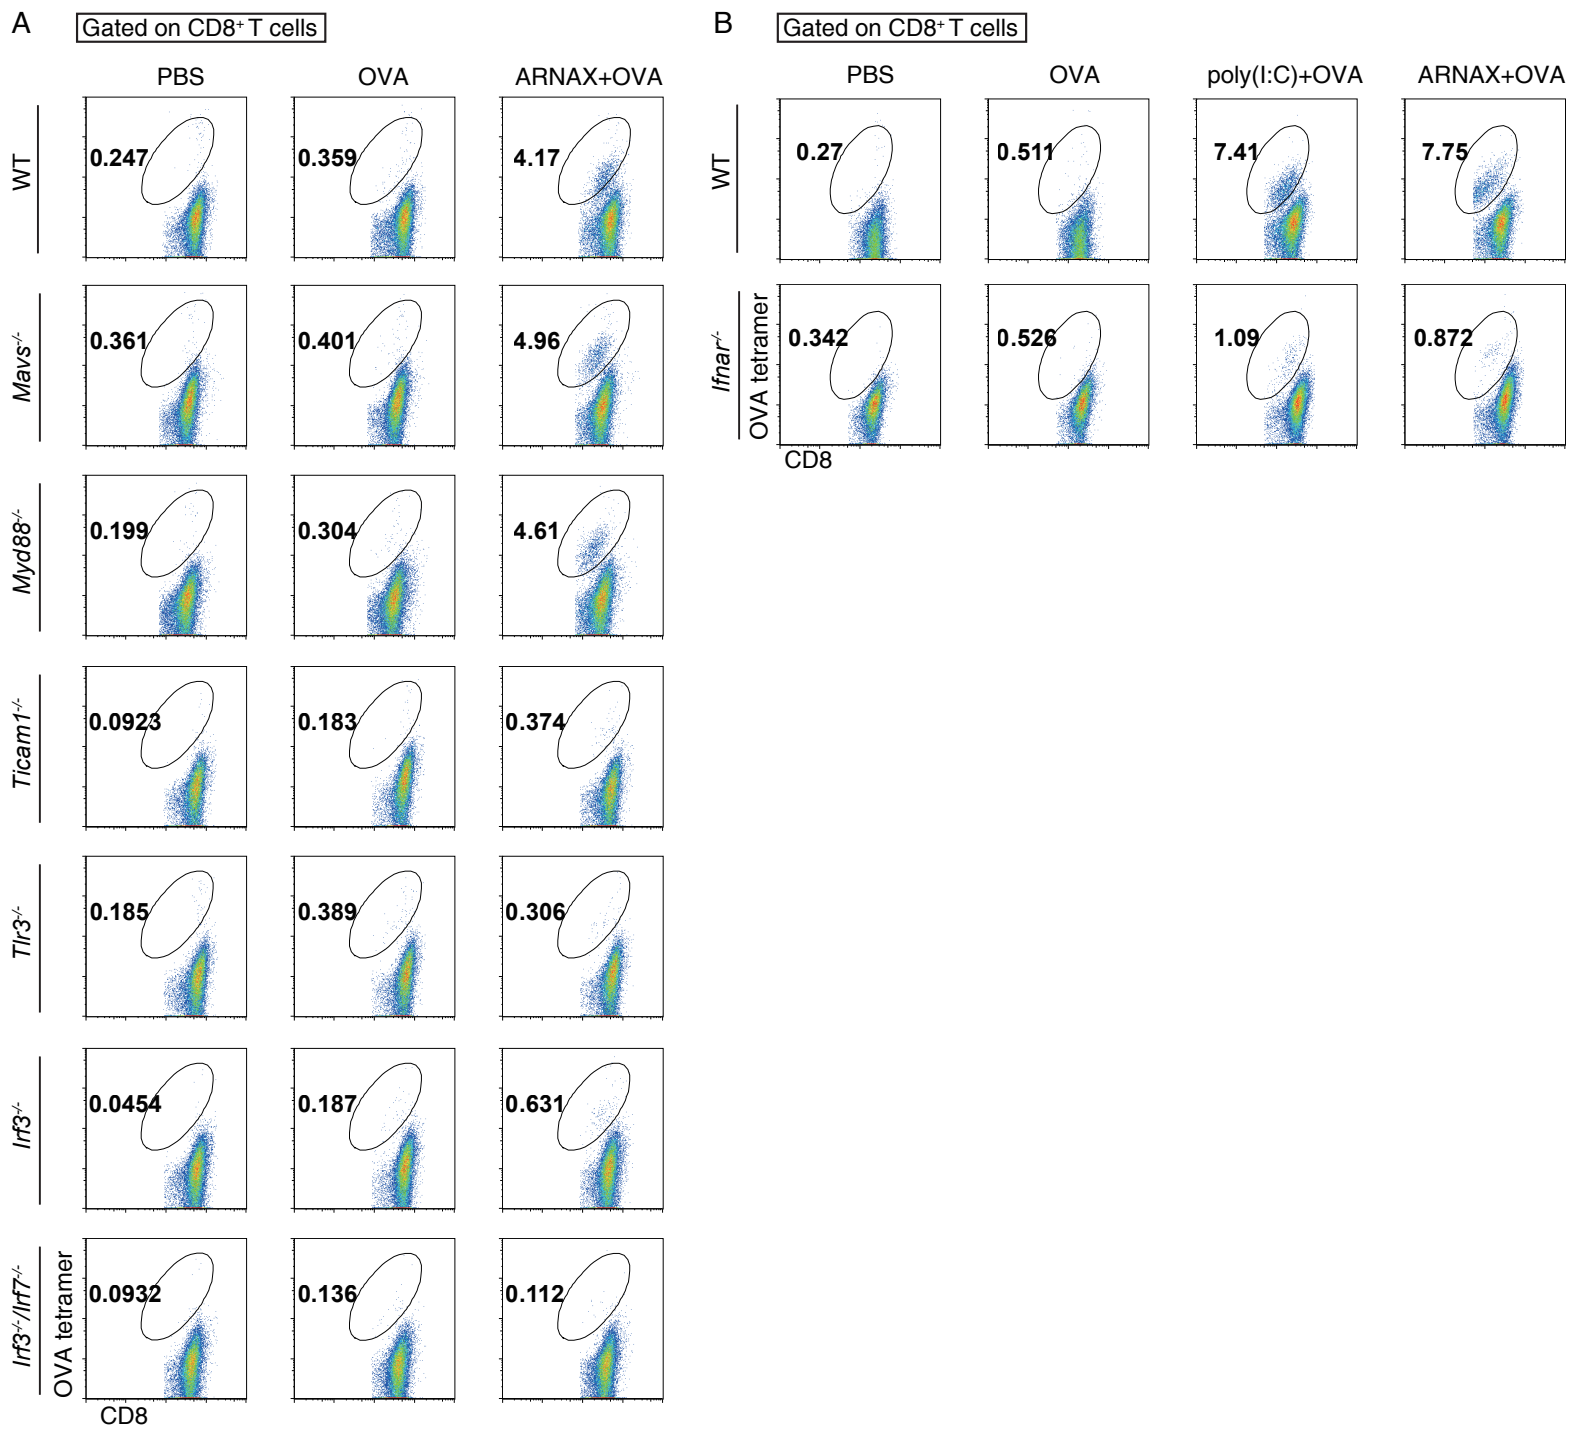 A
Gated on CD8⁺ T cells
PBS OVA ARNAX+OVA
WT
0.247 0.359 4.17
Mavs⁻/⁻
0.361 0.401 4.96
Myd88⁻/⁻
0.199 0.304 4.61
Ticam1⁻/⁻
0.0923 0.183 0.374
Tlr3⁻/⁻
0.185 0.389 0.306
Irf3⁻/⁻
0.0454 0.187 0.631
Irf3⁻/⁻/Irf7⁻/⁻
OVA tetramer
0.0932 0.136 0.112
CD8
B
Gated on CD8⁺ T cells
PBS OVA poly(I:C)+OVA ARNAX+OVA
WT
0.27 0.511 7.41 7.75
Ifnar⁻/⁻
OVA tetramer
0.342 0.526 1.09 0.872
CD8